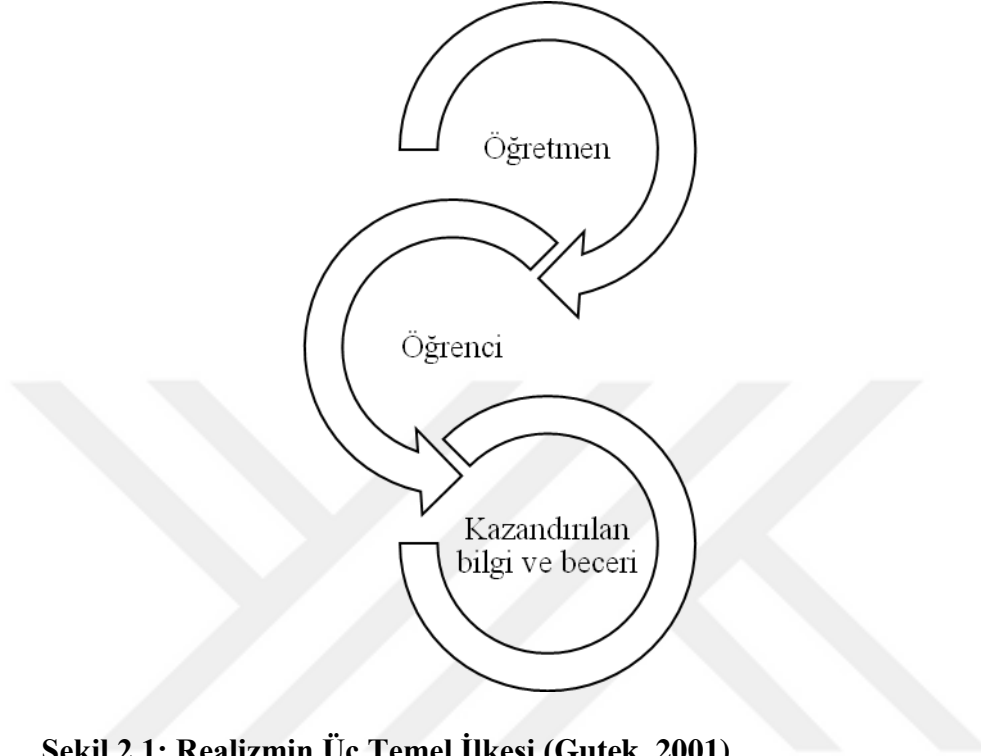 Öğretmen
Öğrenci
Kazandırılan
bilgi ve beceri
Şekil 2.1: Realizmin Üç Temel İlkesi (Gutek, 2001)